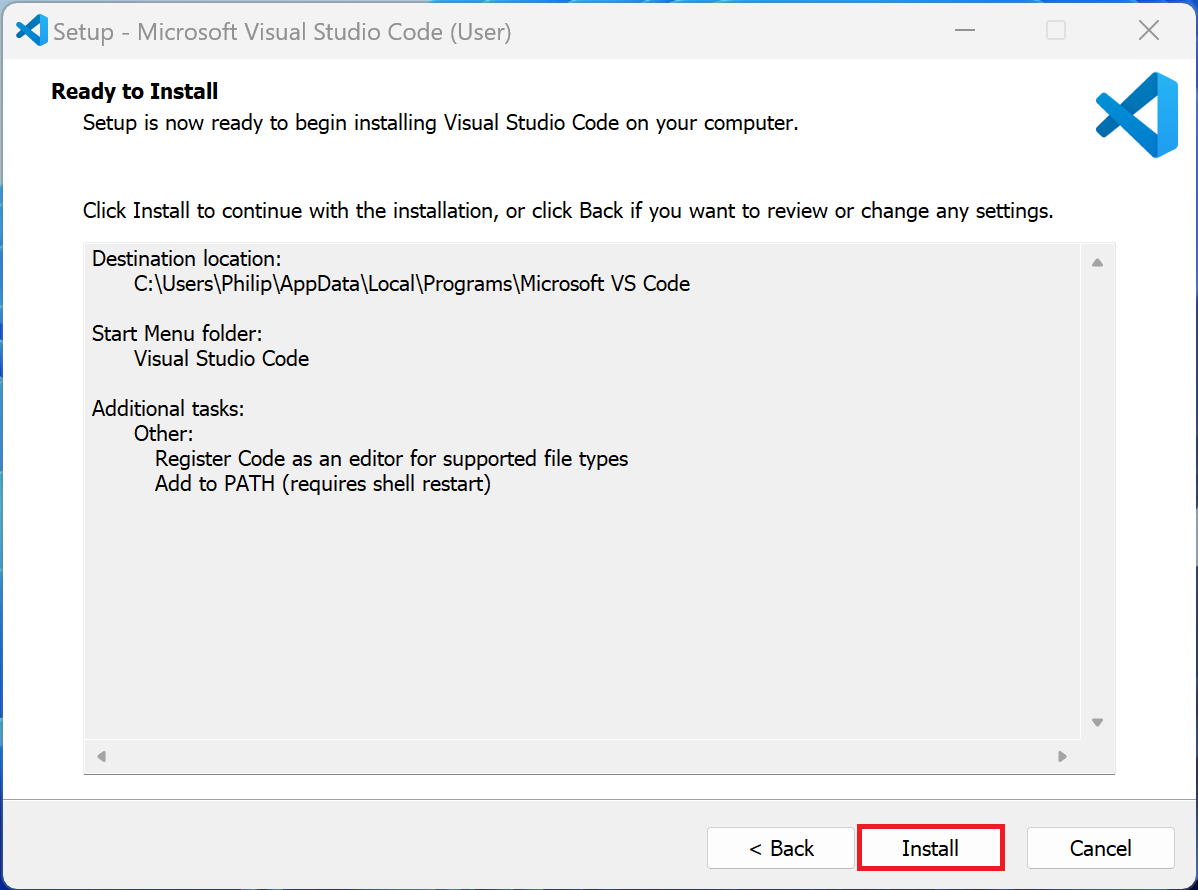 Setup - Microsoft Visual Studio Code (User)
Ready to Install
Setup is now ready to begin installing Visual Studio Code on your computer.
Click Install to continue with the installation, or click Back if you want to review or change any settings.
Destination location:
C:\Users\Philip\AppData\Local\Programs\Microsoft VS Code
Start Menu folder:
Visual Studio Code
Additional tasks:
Other:
Register Code as an editor for supported file types
Add to PATH (requires shell restart)
< Back
Install
Cancel